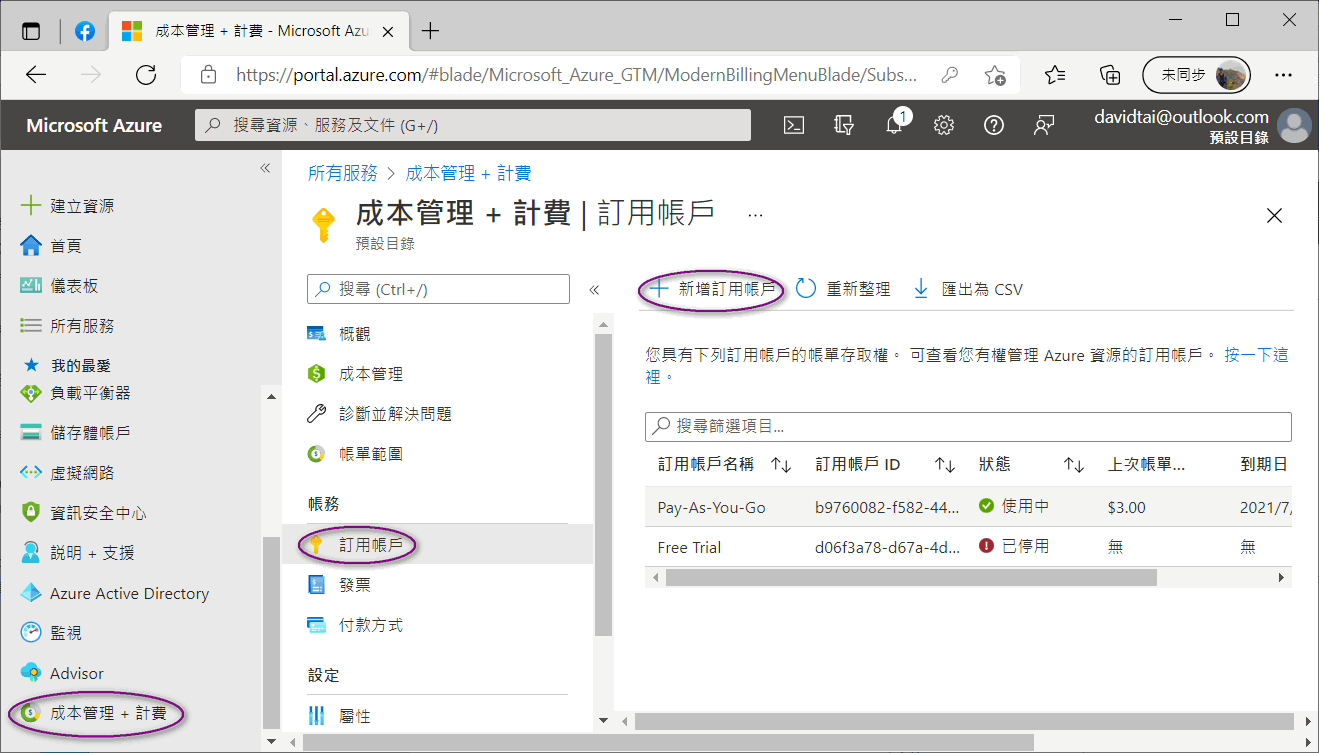 成本管理 + 計費 - Microsoft Azu
https://portal.azure.com/#blade/Microsoft_Azure_GTM/ModernBillingMenuBlade/Subs...
未同步
Microsoft Azure
搜尋資源、服務及文件 (G+/)
1
davidtai@outlook.com
預設目錄
建立資源
首頁
儀表板
所有服務
我的最愛
負載平衡器
儲存體帳戶
虛擬網路
資訊安全中心
說明 + 支援
Azure Active Directory
監視
Advisor
成本管理 + 計費
所有服務 > 成本管理 + 計費
成本管理 + 計費 | 訂用帳戶 ...
預設目錄
搜尋 (Ctrl+/)
概觀
成本管理
診斷並解決問題
帳單範圍
帳務
訂用帳戶
發票
付款方式
設定
屬性
新增訂用帳戶 重新整理 匯出為 CSV
您具有下列訂用帳戶的帳單存取權。 可查看您有權管理 Azure 資源的訂用帳戶。 按一下這
裡。
搜尋篩選項目...
訂用帳戶名稱 訂用帳戶 ID 狀態 上次帳單... 到期日
Pay-As-You-Go b9760082-f582-44... 使用中 $3.00 2021/7/
Free Trial d06f3a78-d67a-4d... 已停用 無 無